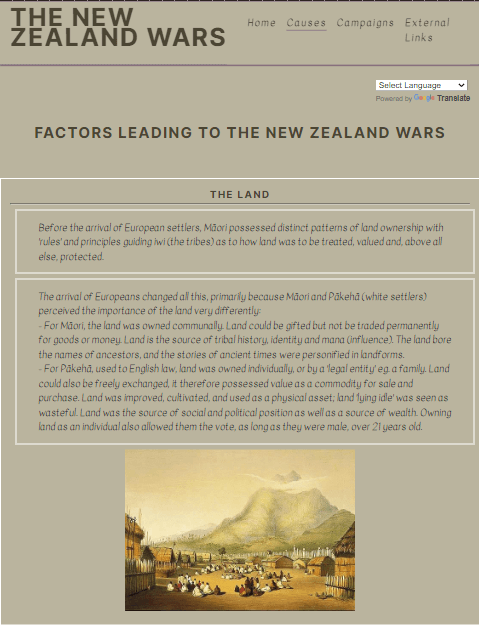 THE NEW
ZEALAND WARS
Home Causes Campaigns External
Links
Select Language
Powered by Google Translate
FACTORS LEADING TO THE NEW ZEALAND WARS
THE LAND
Before the arrival of European settlers, Māori possessed distinct patterns of land ownership with
'rules' and principles guiding iwi (the tribes) as to how land was to be treated, valued and, above all
else, protected.
The arrival of Europeans changed all this, primarily because Māori and Pākehā (white settlers)
perceived the importance of the land very differently:
- For Māori, the land was owned communally. Land could be gifted but not be traded permanently
for goods or money. Land is the source of tribal history, identity and mana (influence). The land bore
the names of ancestors, and the stories of ancient times were personified in landforms.
- For Pākehā, used to English law, land was owned individually, or by a 'legal entity' eg. a family. Land
could also be freely exchanged, it therefore possessed value as a commodity for sale and
purchase. Land was improved, cultivated, and used as a physical asset; land 'lying idle' was seen as
wasteful. Land was the source of social and political position as well as a source of wealth. Owning
land as an individual also allowed them the vote, as long as they were male, over 21 years old.